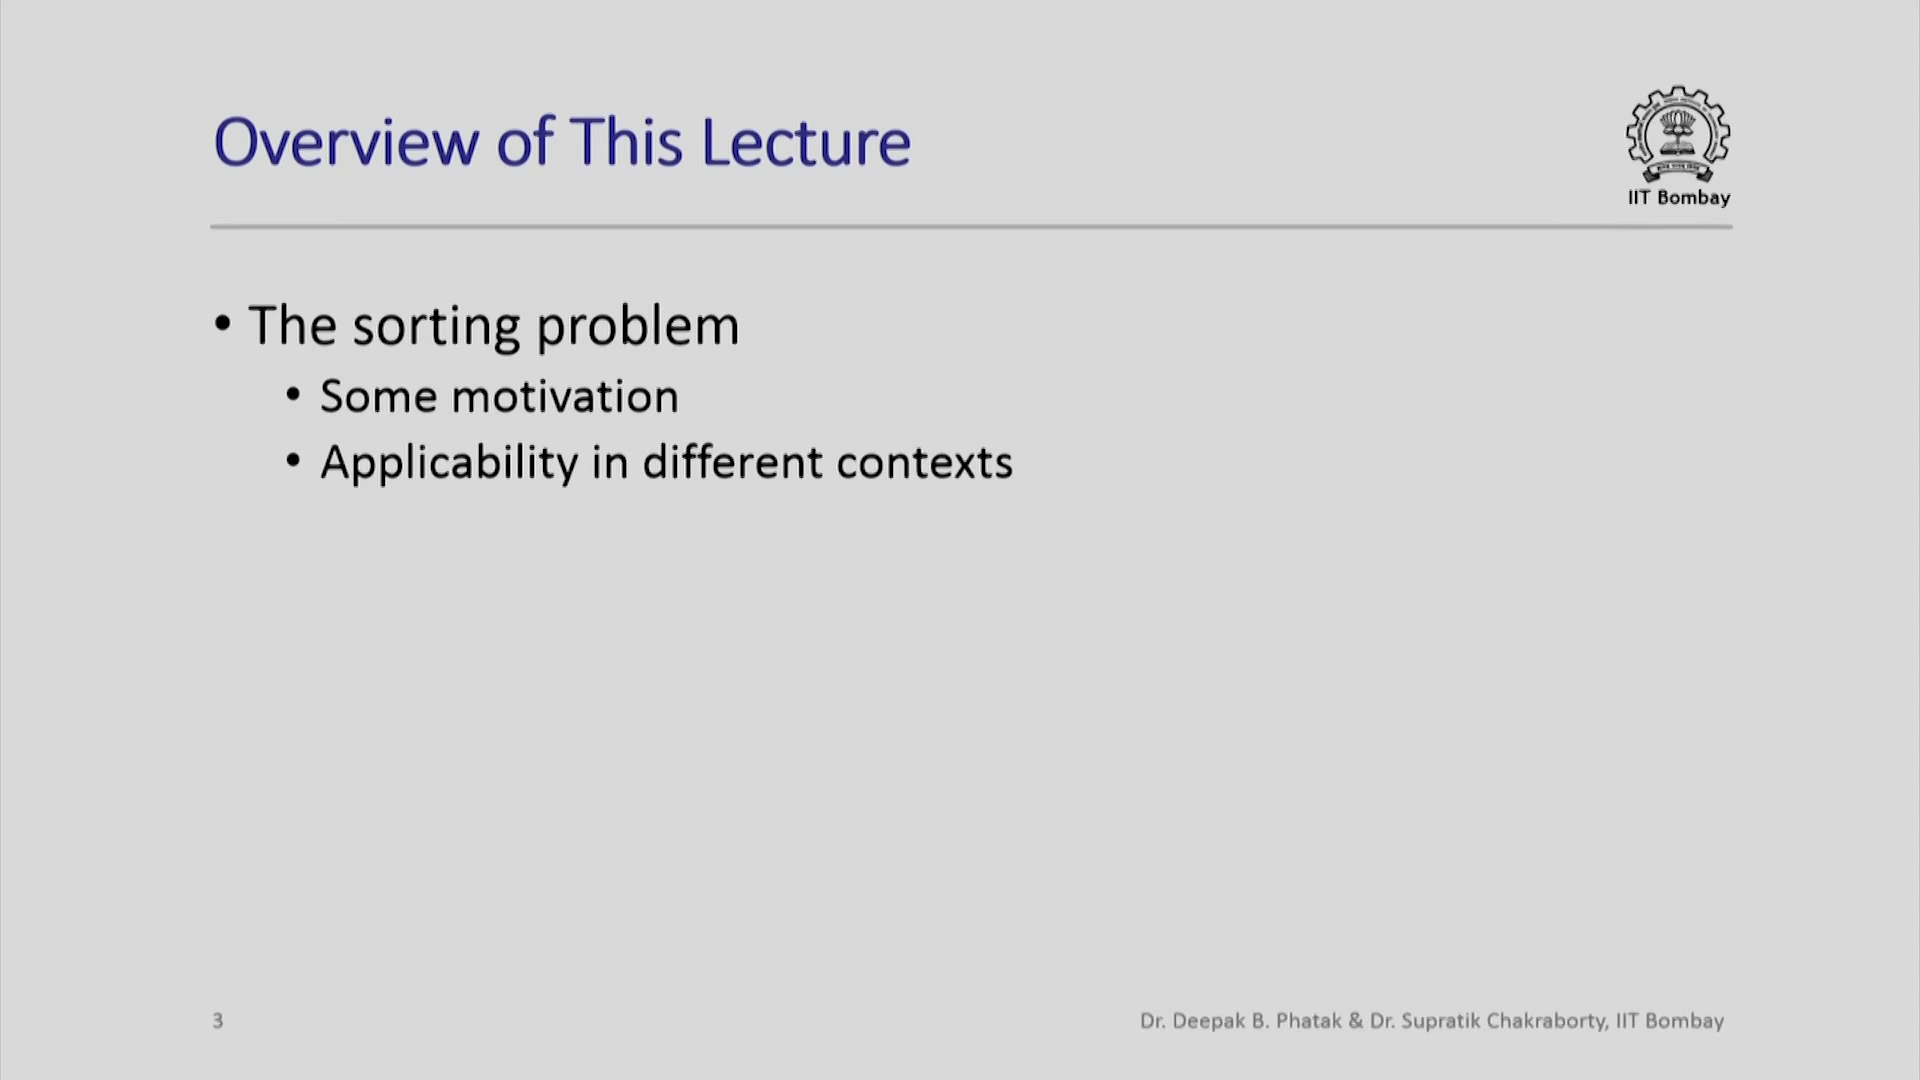 Overview of This Lecture
IIT Bombay
• The sorting problem
• Some motivation
• Applicability in different contexts
3
Dr. Deepak B. Phatak & Dr. Supratik Chakraborty, IIT Bombay